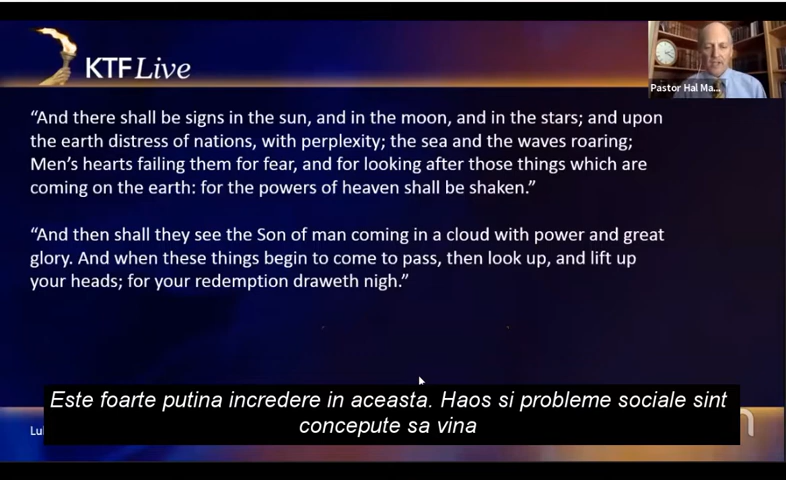 KTF Live
Pastor Hal Ma...
“And there shall be signs in the sun, and in the moon, and in the stars; and upon
the earth distress of nations, with perplexity; the sea and the waves roaring;
Men’s hearts failing them for fear, and for looking after those things which are
coming on the earth: for the powers of heaven shall be shaken.”
“And then shall they see the Son of man coming in a cloud with power and great
glory. And when these things begin to come to pass, then look up, and lift up
your heads; for your redemption draweth nigh.”
Este foarte putina incredere in aceasta. Haos si probleme sociale sint
concepute sa vina